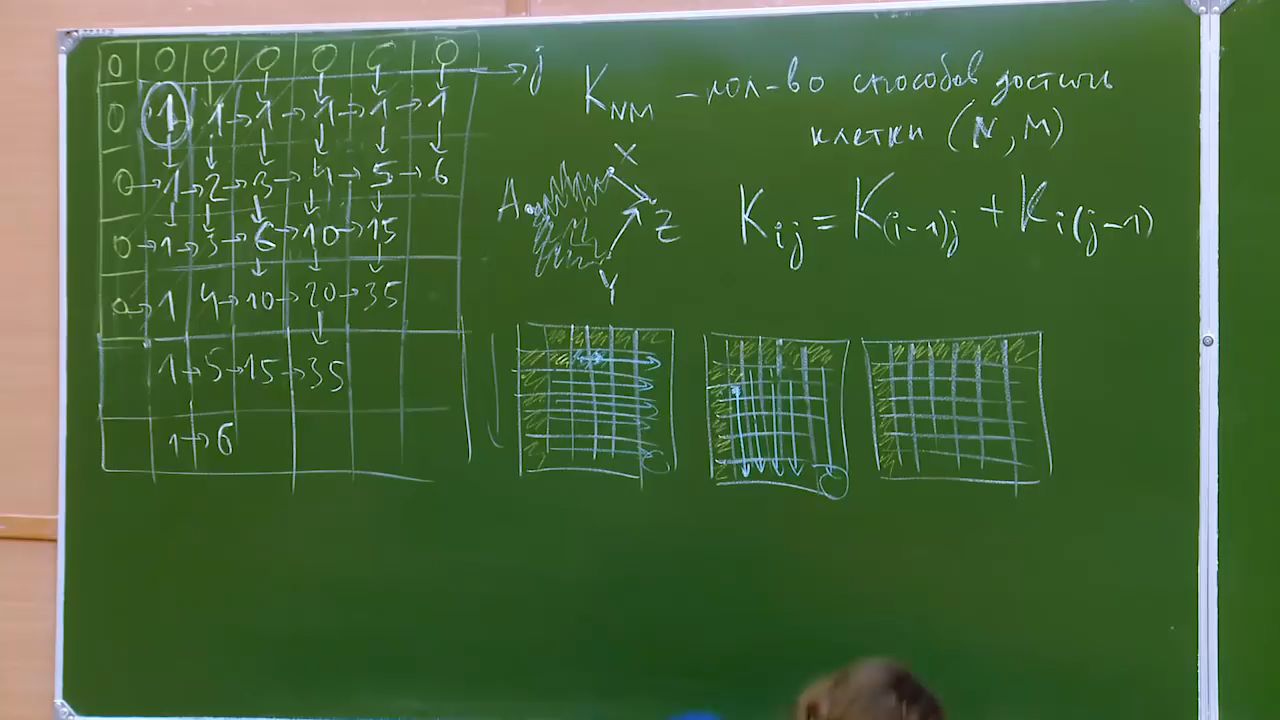 0 0 0 0 0 0 0 → j
0 1 → 1 → 1 → 1 → 1 → 1
0 → 1 → 2 → 3 → 4 → 5 → 6
0 → 1 → 3 → 6 → 10 → 15
0 → 1 4 → 10 → 20 → 35
1 → 5 → 15 → 35
1 → 6
K_NM – кол-во способов достичь
клетки (N, M)
X
A Z
Y
K_ij = K_(i-1)j + K_i(j-1)